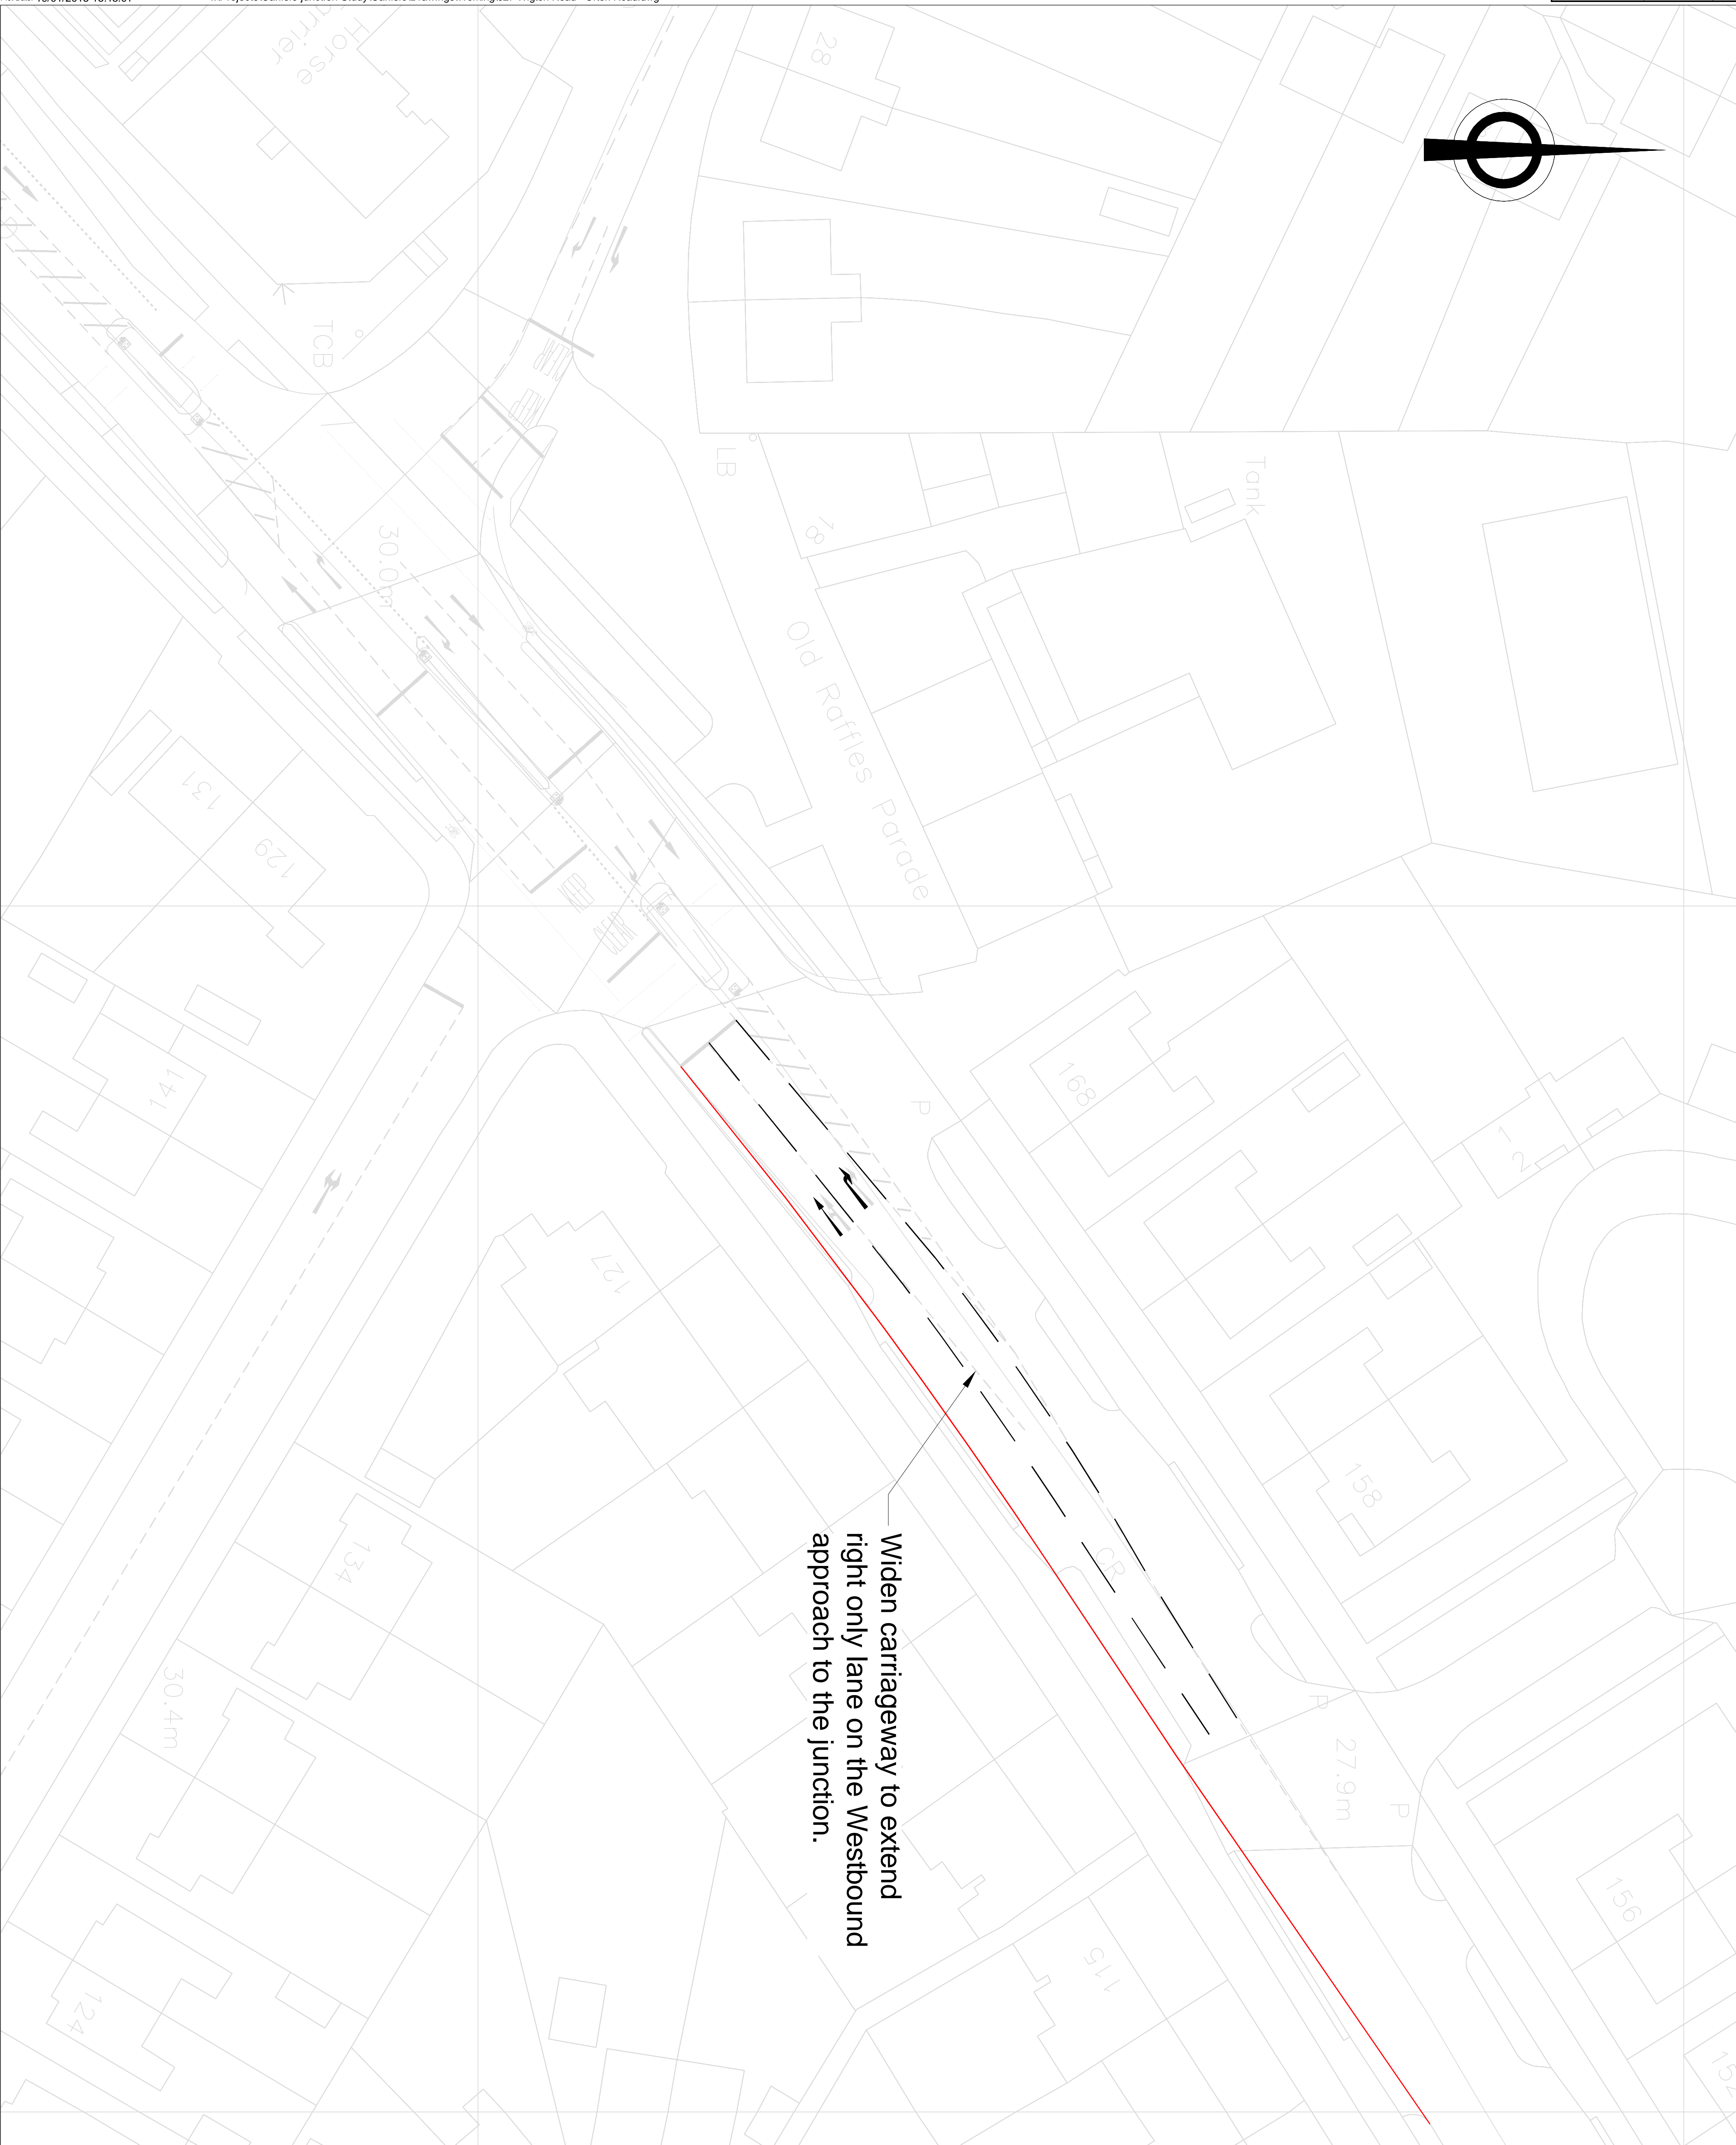 Widen carriageway to extend
right only lane on the Westbound
approach to the junction.
Old Raffles Parade
Horse
TCB
LB
Tank
28
18
30.0m
131
129
141
127
134
30.4m
124
115
168
158
156
P
CR
P
27.9m
P